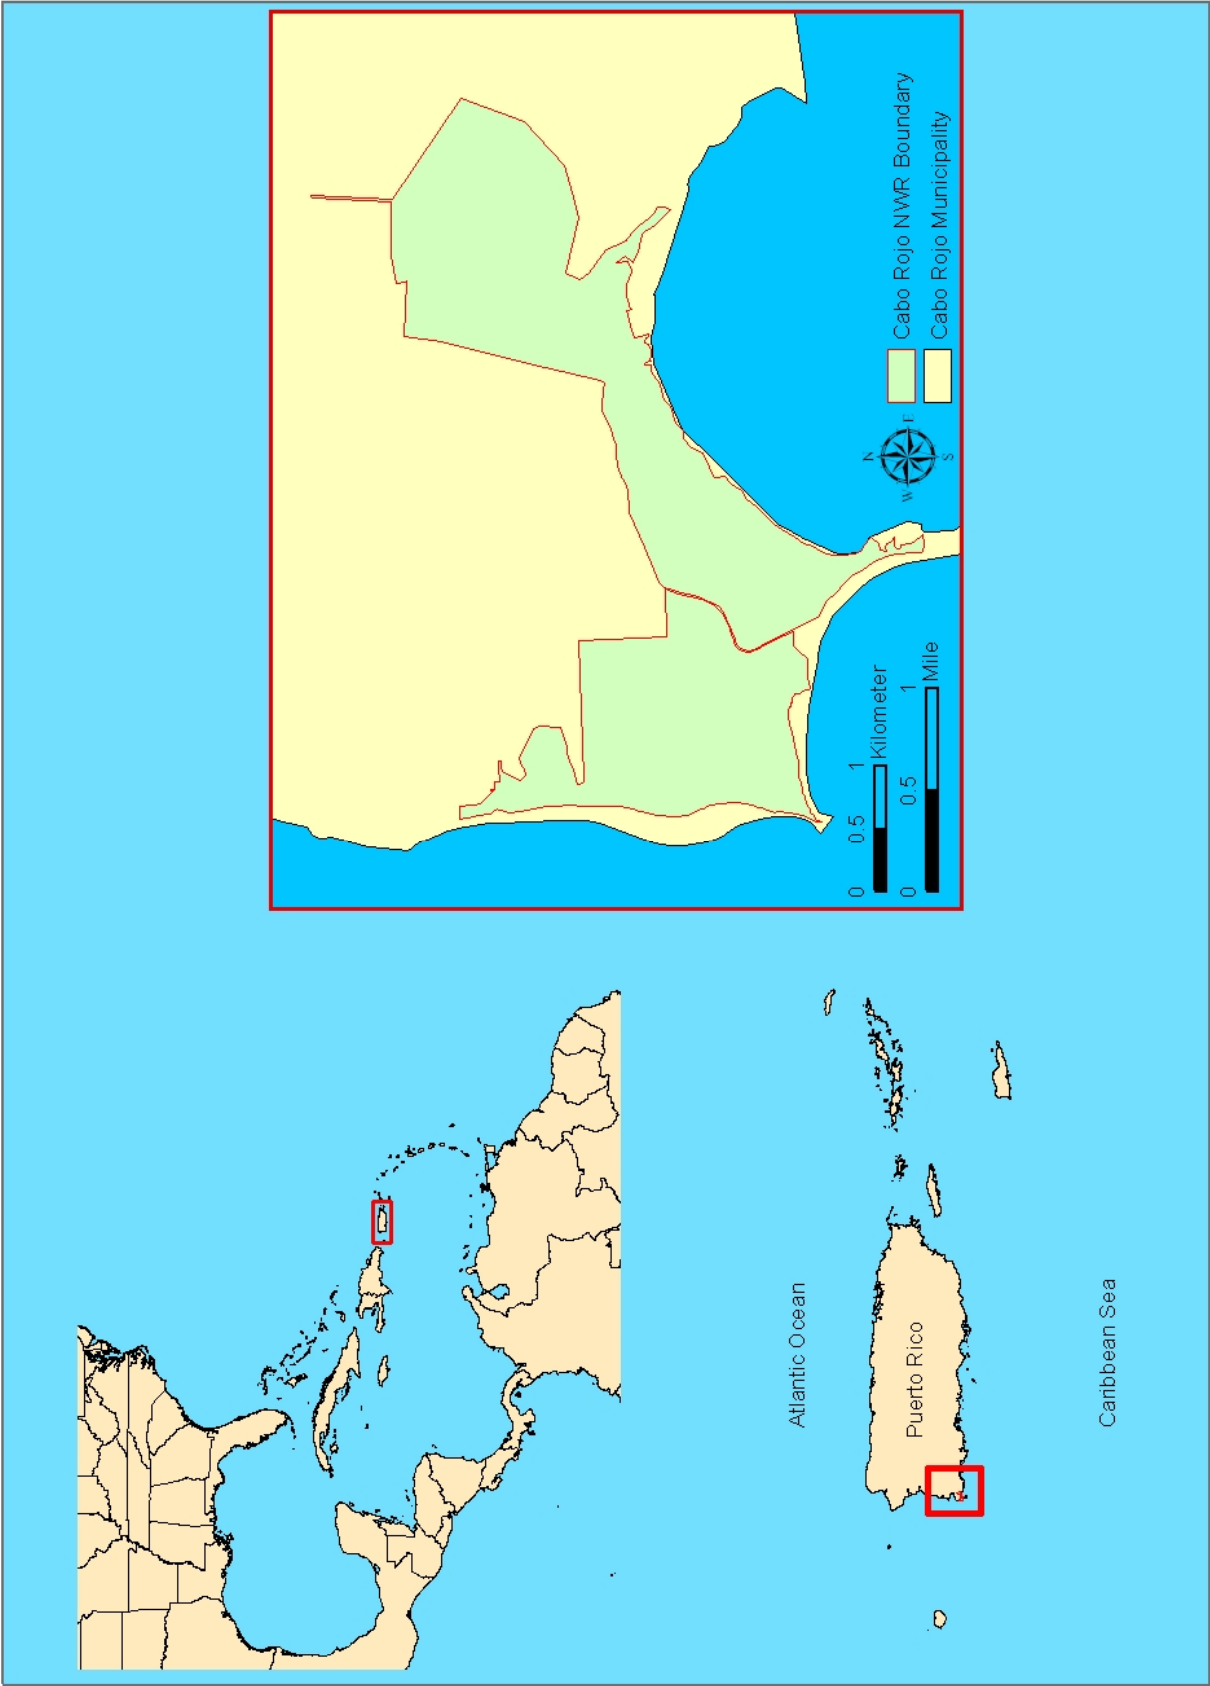 Atlantic Ocean
Puerto Rico
Caribbean Sea
0 0.5 1
Kilometer
0 0.5 1
Mile
N
W E
S
Cabo Rojo NWR Boundary
Cabo Rojo Municipality